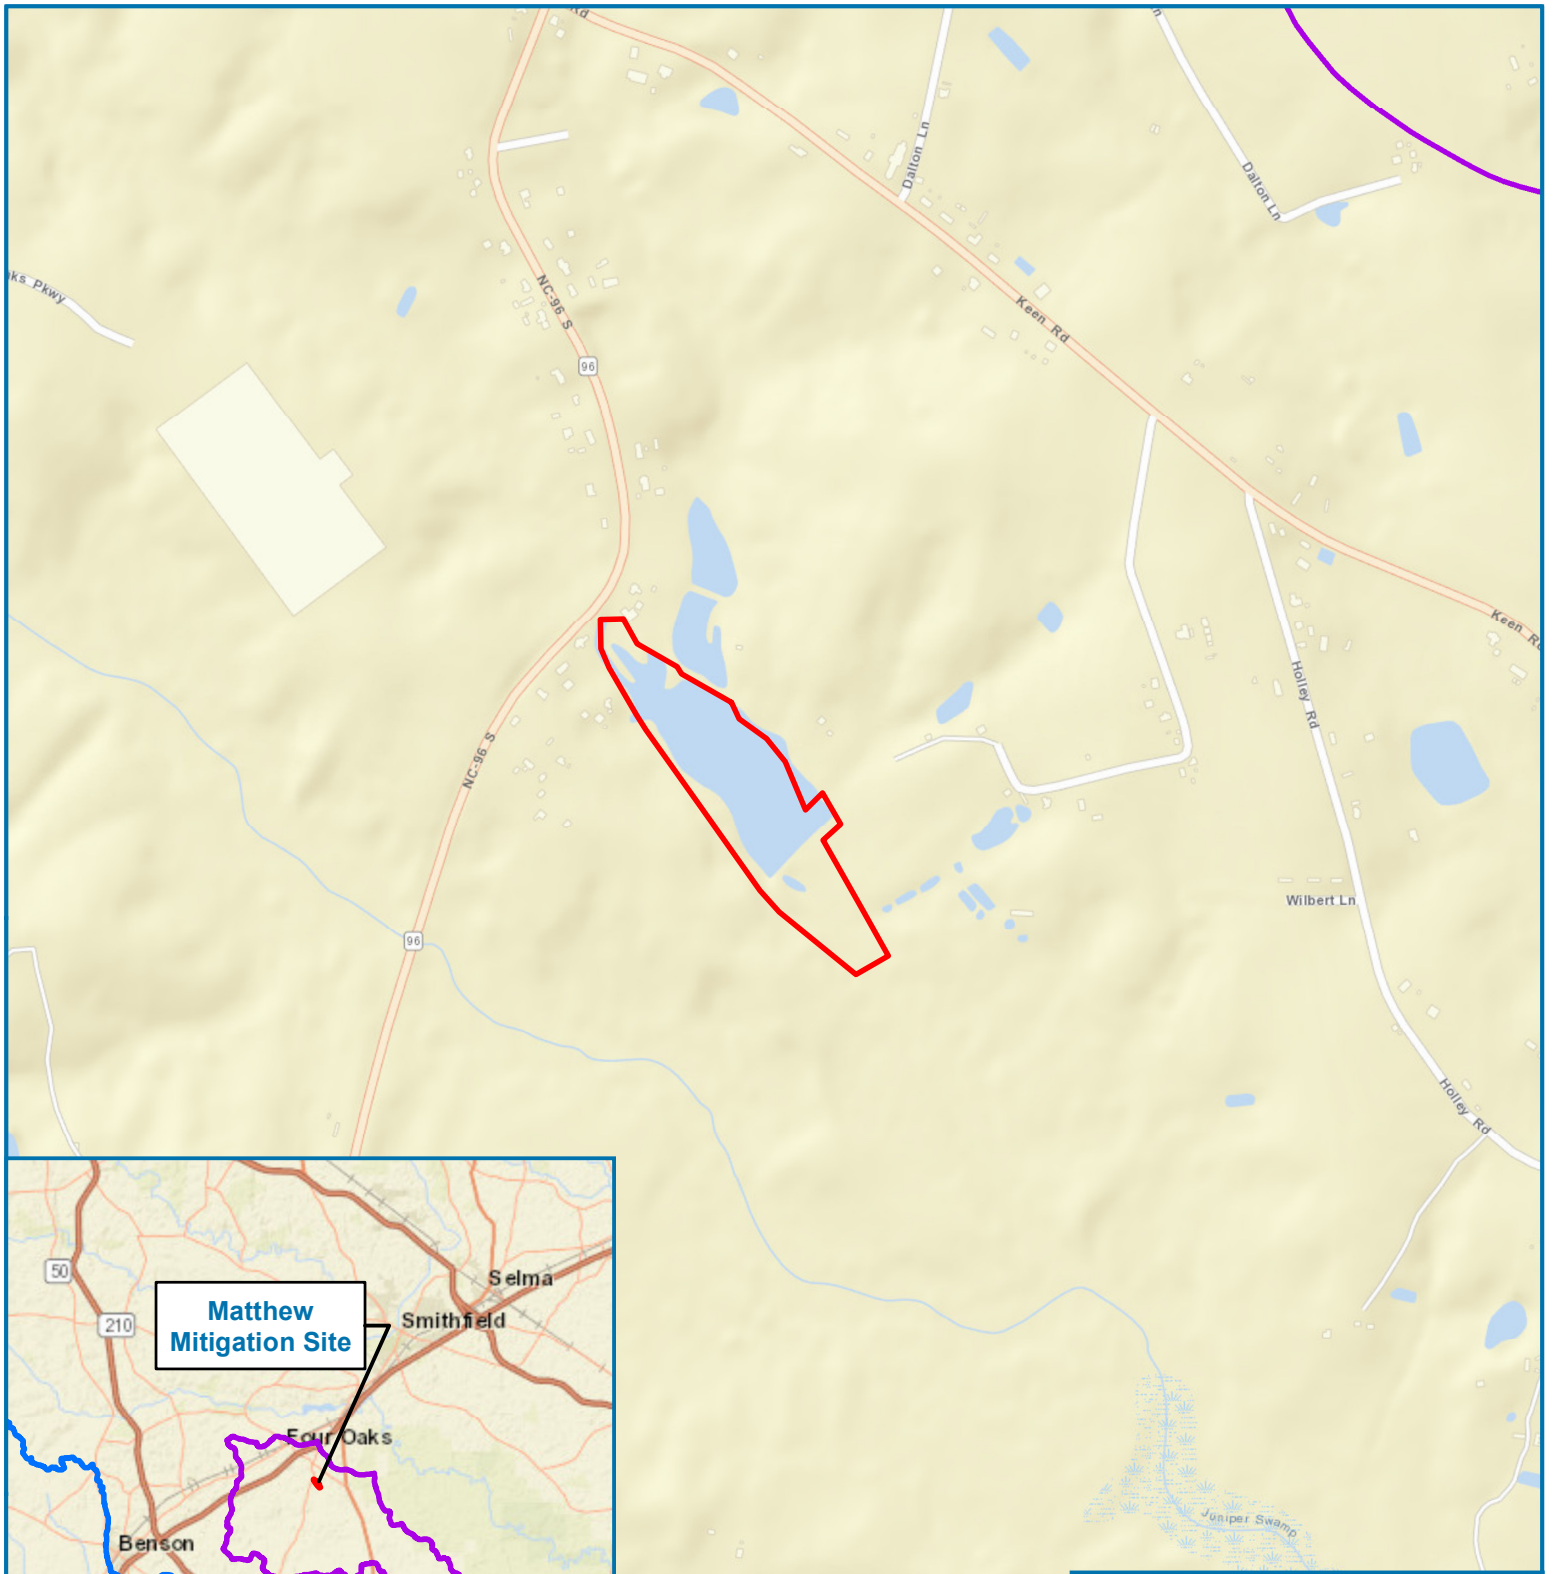 Rd
Dalton Ln
Dalton Ln
ks Pkwy
NC-96 S
Keen Rd
96
Keen Rd
Holley Rd
NC-96 S
Wilbert Ln
96
Holley Rd
50
Selma
Matthew
Mitigation Site
210
Smithfield
Four Oaks
Juniper Swamp
Benson